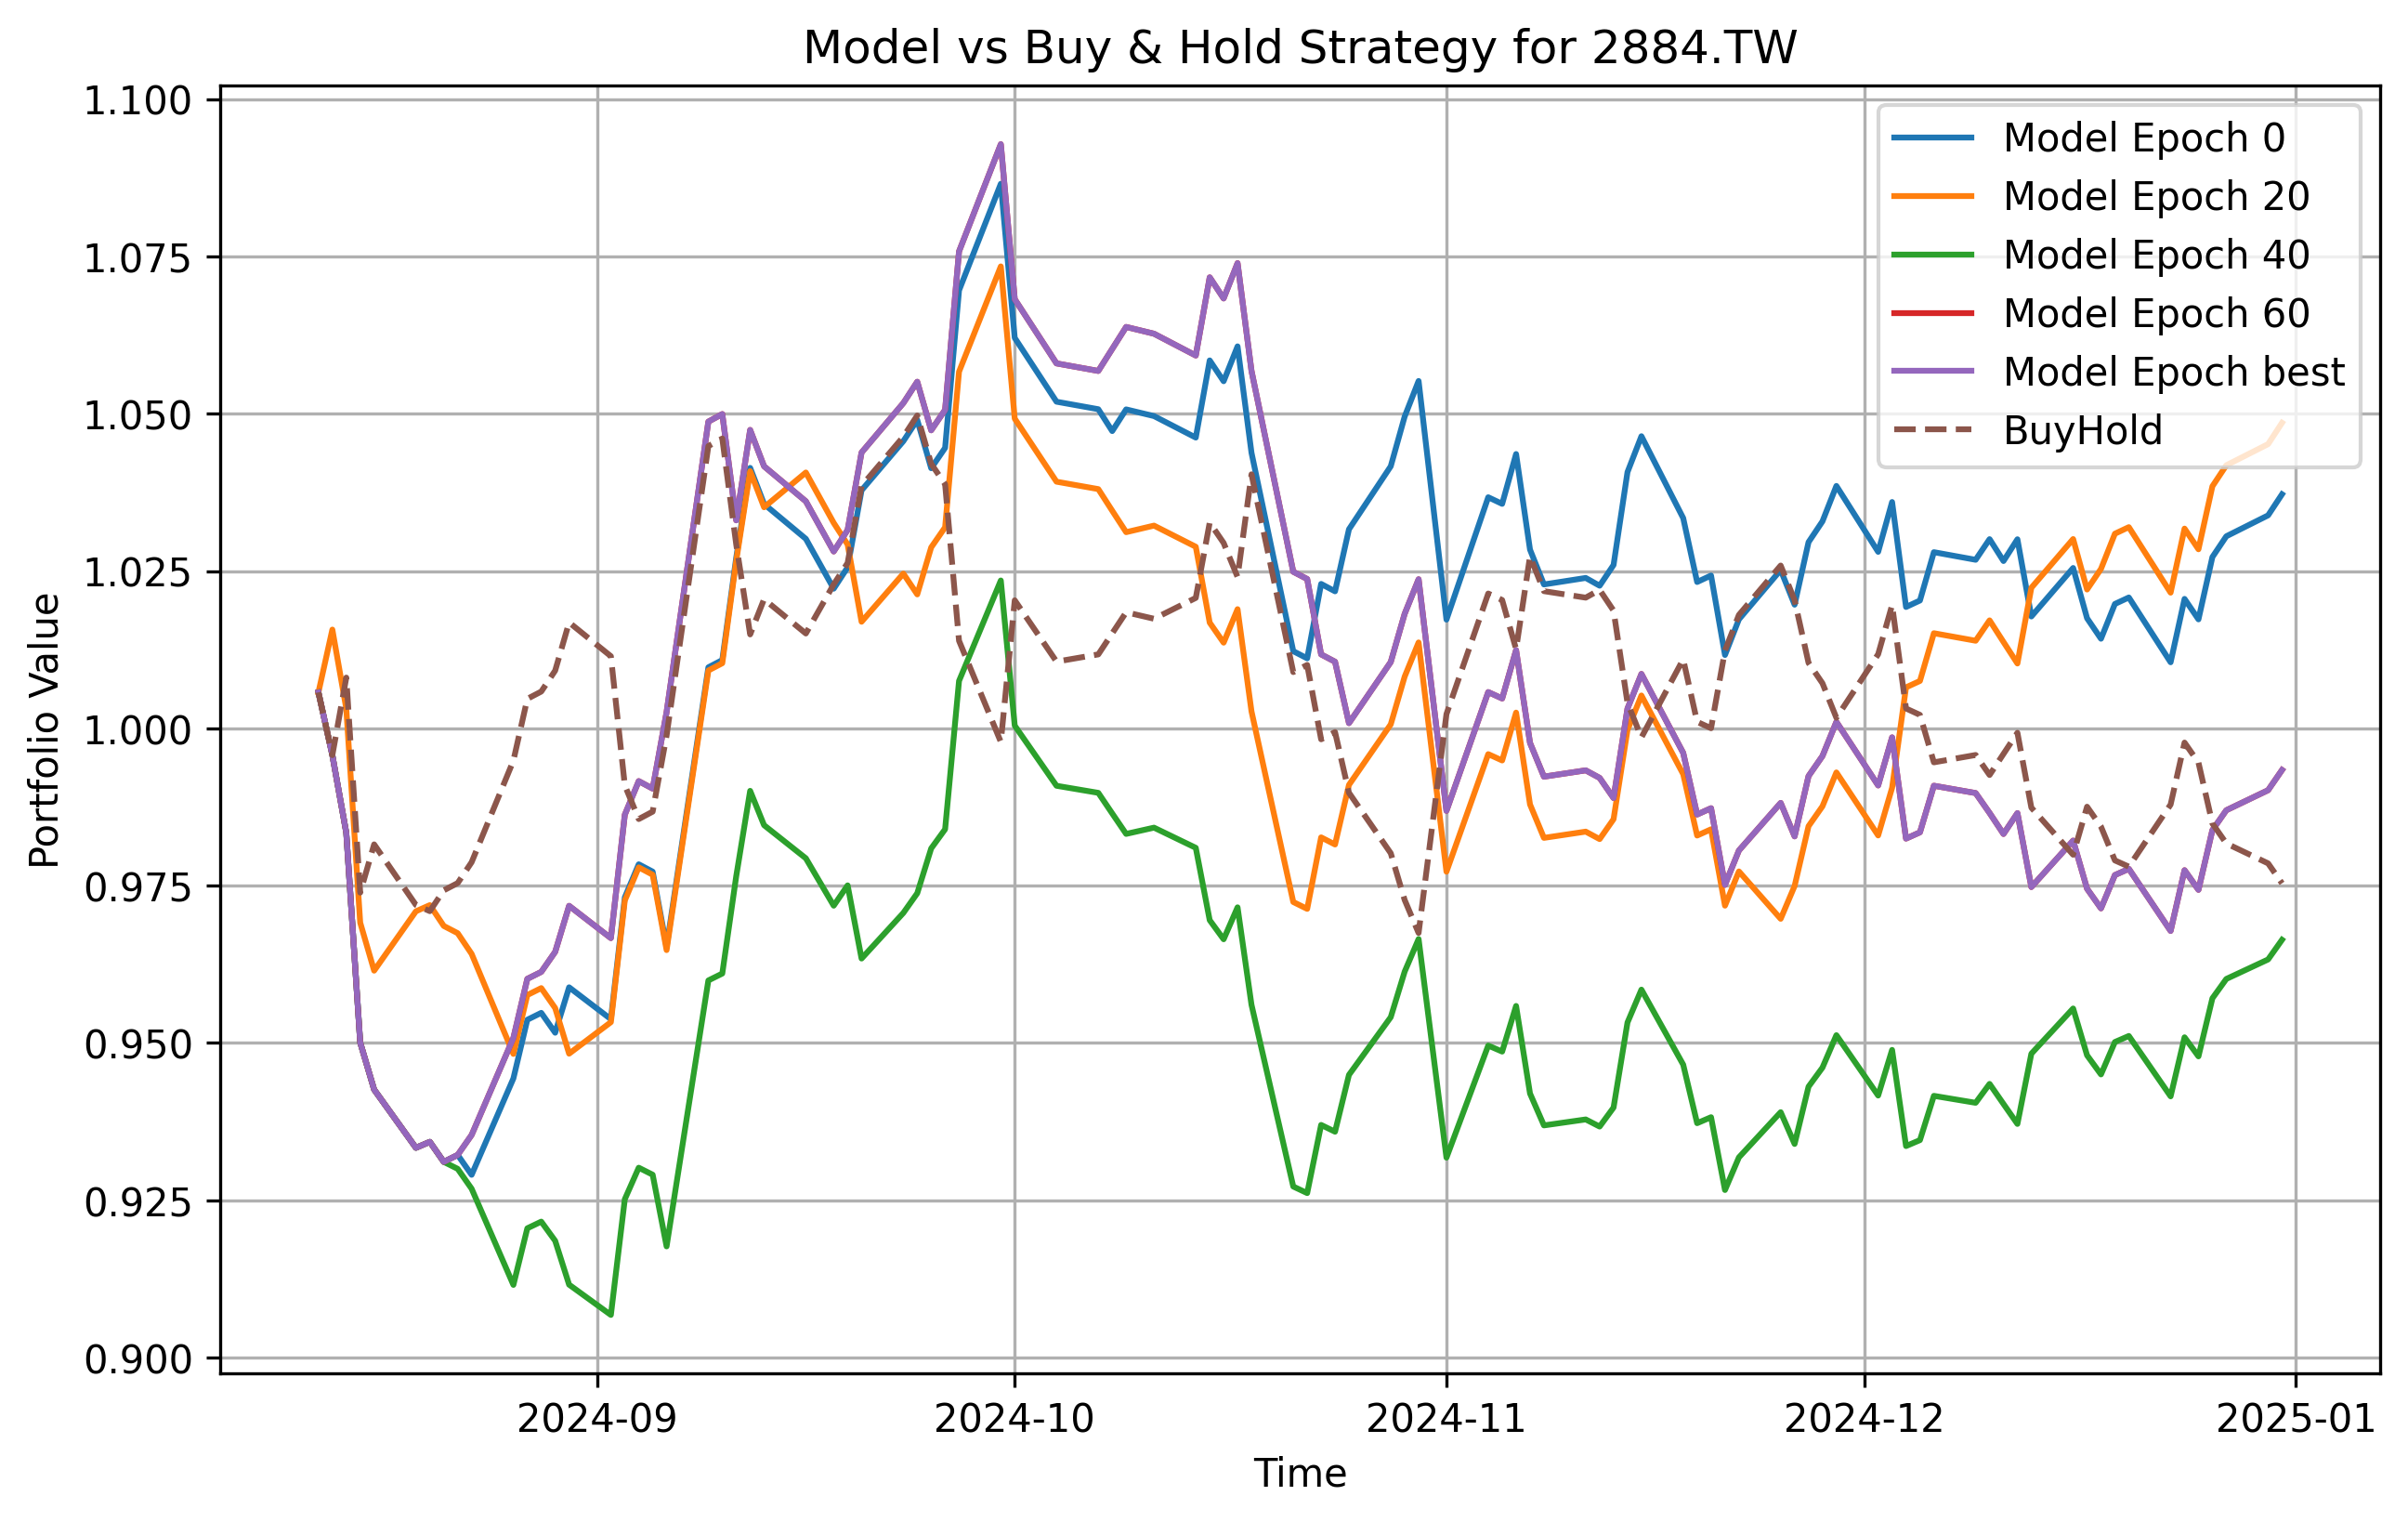 Model vs Buy & Hold Strategy for 2884.TW
1.100
1.075
1.050
1.025
1.000
0.975
0.950
0.925
0.900
Portfolio Value
Model Epoch 0
Model Epoch 20
Model Epoch 40
Model Epoch 60
Model Epoch best
BuyHold
2024-09
2024-10
2024-11
2024-12
2025-01
Time